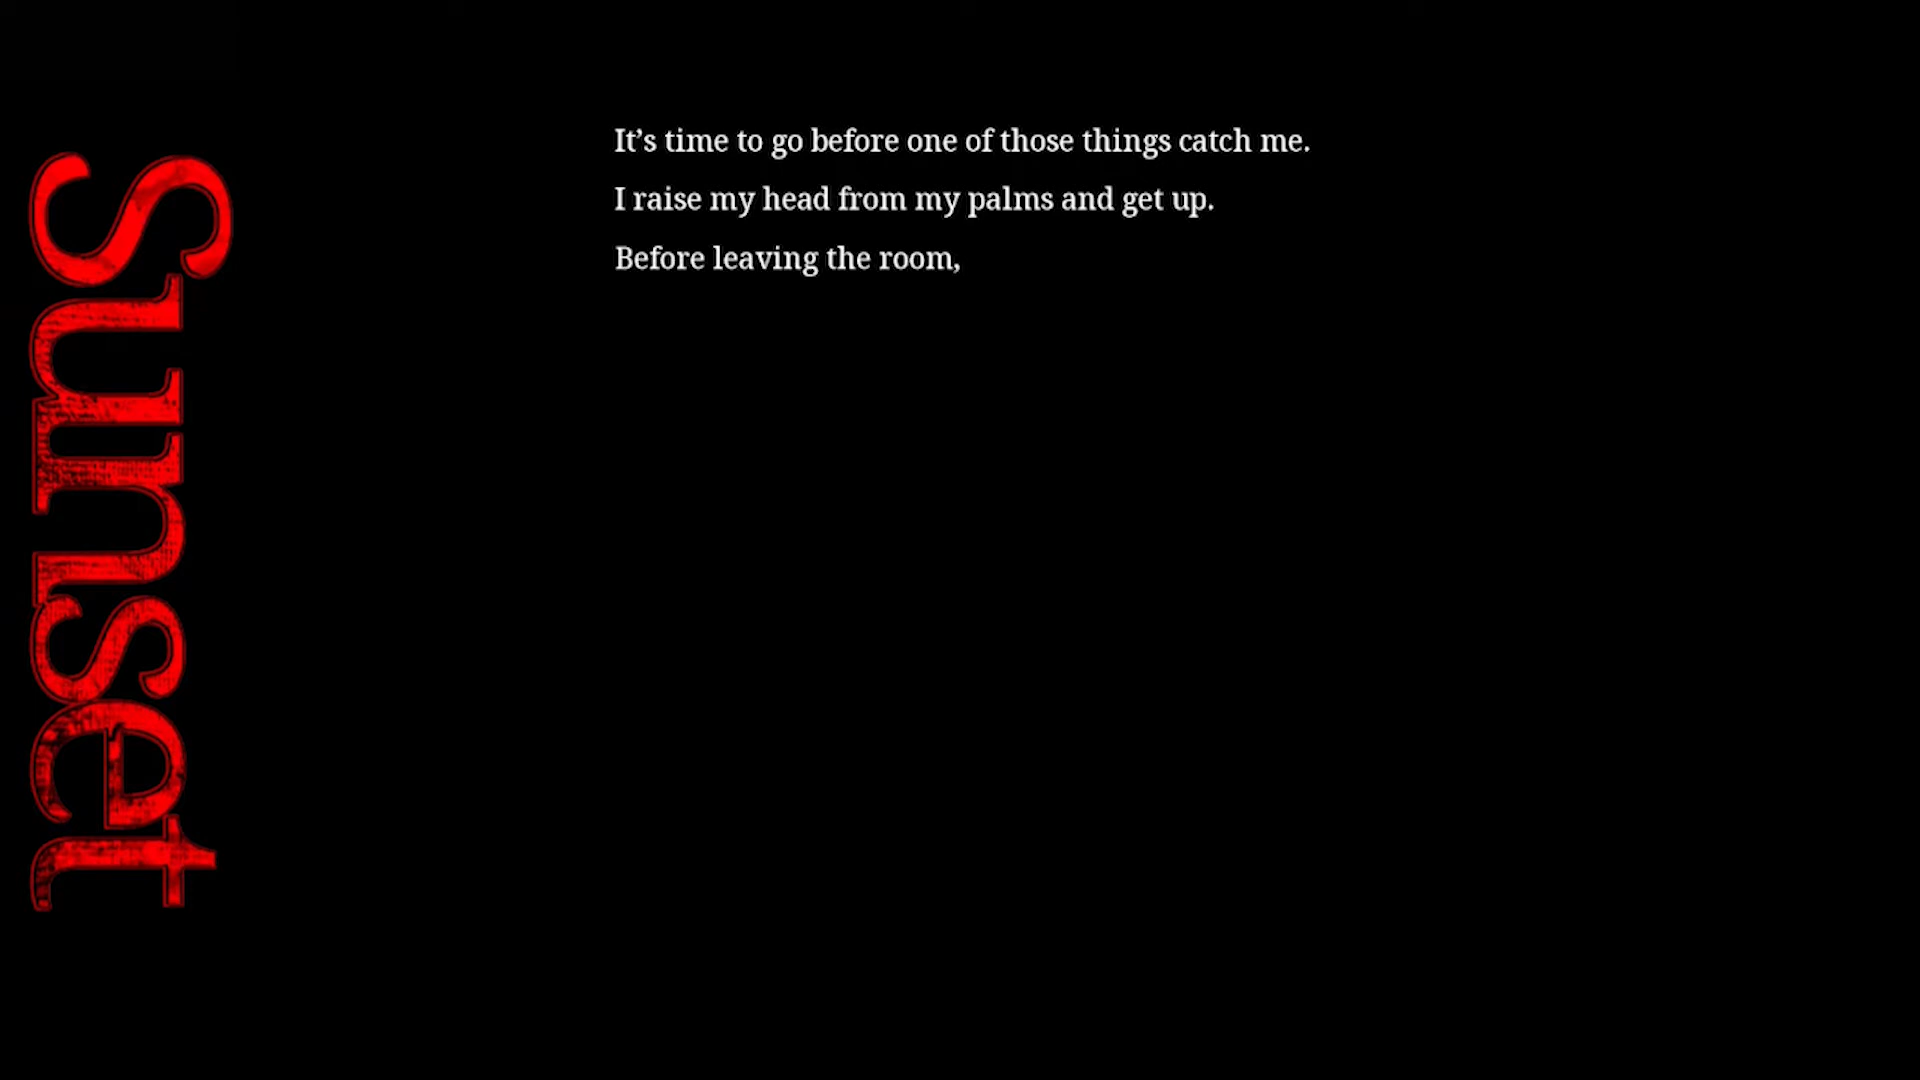 Sunset
It’s time to go before one of those things catch me.
I raise my head from my palms and get up.
Before leaving the room,